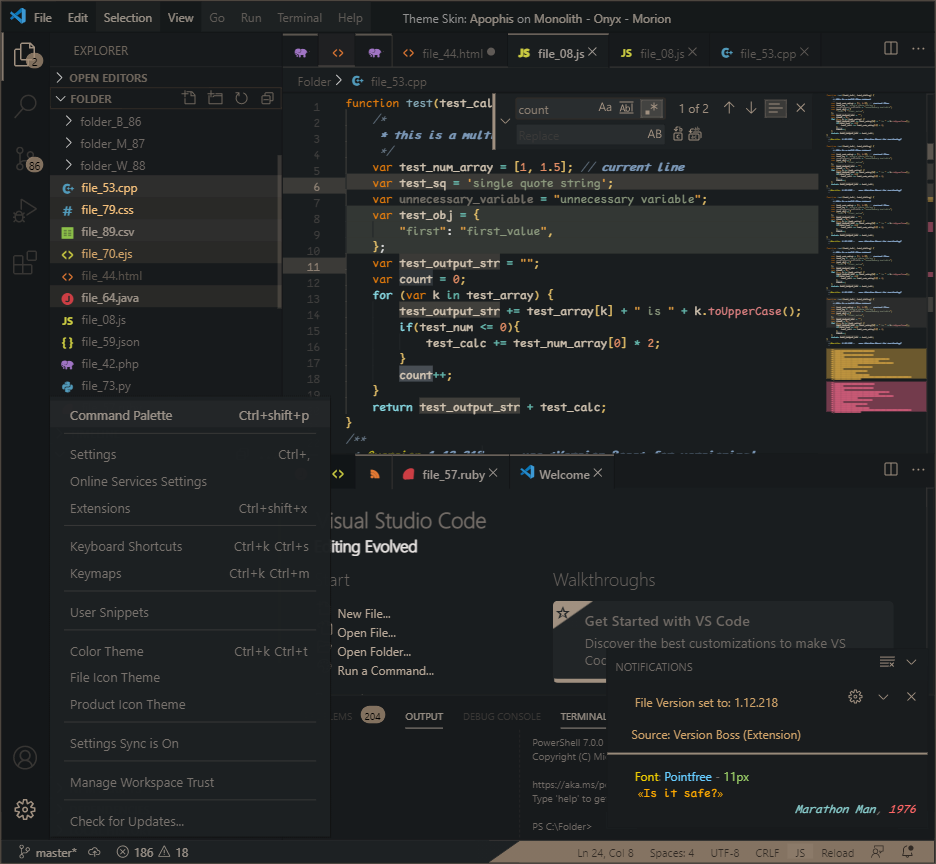 File Edit Selection View Go Run Terminal Help
Theme Skin: Apophis on Monolith - Onyx - Morion
2
86
EXPLORER
OPEN EDITORS
FOLDER
folder_B_86
folder_M_87
folder_W_88
file_53.cpp
file_79.css
file_89.csv
file_70.ejs
file_44.html
file_64.java
file_08.js
file_59.json
file_42.php
file_73.py
file_44.html
JS file_08.js
JS file_08.js
file_53.cpp
Folder > file_53.cpp
count Aa Abl .* 1 of 2
Replace AB
1 function test(test_cal
2 /*
3 * this is a mult
4 */
5 var test_num_array = [1, 1.5]; // current line
6 var test_sq = 'single quote string';
7 var unnecessary_variable = "unnecessary variable";
8 var test_obj = {
9 "first": "first_value",
10 };
11 var test_output_str = "";
12 var count = 0;
13 for (var k in test_array) {
14 test_output_str += test_array[k] + " is " + k.toUpperCase();
15 if(test_num <= 0){
16 test_calc += test_num_array[0] * 2;
17 }
18 count++;
19 }
return test_output_str + test_calc;
}
/**
Command Palette Ctrl+shift+p
Settings Ctrl+,
Online Services Settings
Extensions Ctrl+shift+x
Keyboard Shortcuts Ctrl+k Ctrl+s
Keymaps Ctrl+k Ctrl+m
User Snippets
Color Theme Ctrl+k Ctrl+t
File Icon Theme
Product Icon Theme
Settings Sync is On
Manage Workspace Trust
Check for Updates...
file_57.ruby
Welcome
isual Studio Code
iting Evolved
art
New File...
Open File...
Open Folder...
Run a Command...
Walkthroughs
Get Started with VS Code
Discover the best customizations to make VS
Coc
LEMS 204 OUTPUT DEBUG CONSOLE TERMINAL
PowerShell 7.0.0
Copyright (C) Mi
https://aka.ms/p
Type 'help' to ge
PS C:\Folder>
NOTIFICATIONS
File Version set to: 1.12.218
Source: Version Boss (Extension)
Font: Pointfree - 11px
«Is it safe?»
Marathon Man, 1976
master* 186 18
Ln 24, Col 8 Spaces: 4 UTF-8 CRLF JS Reload